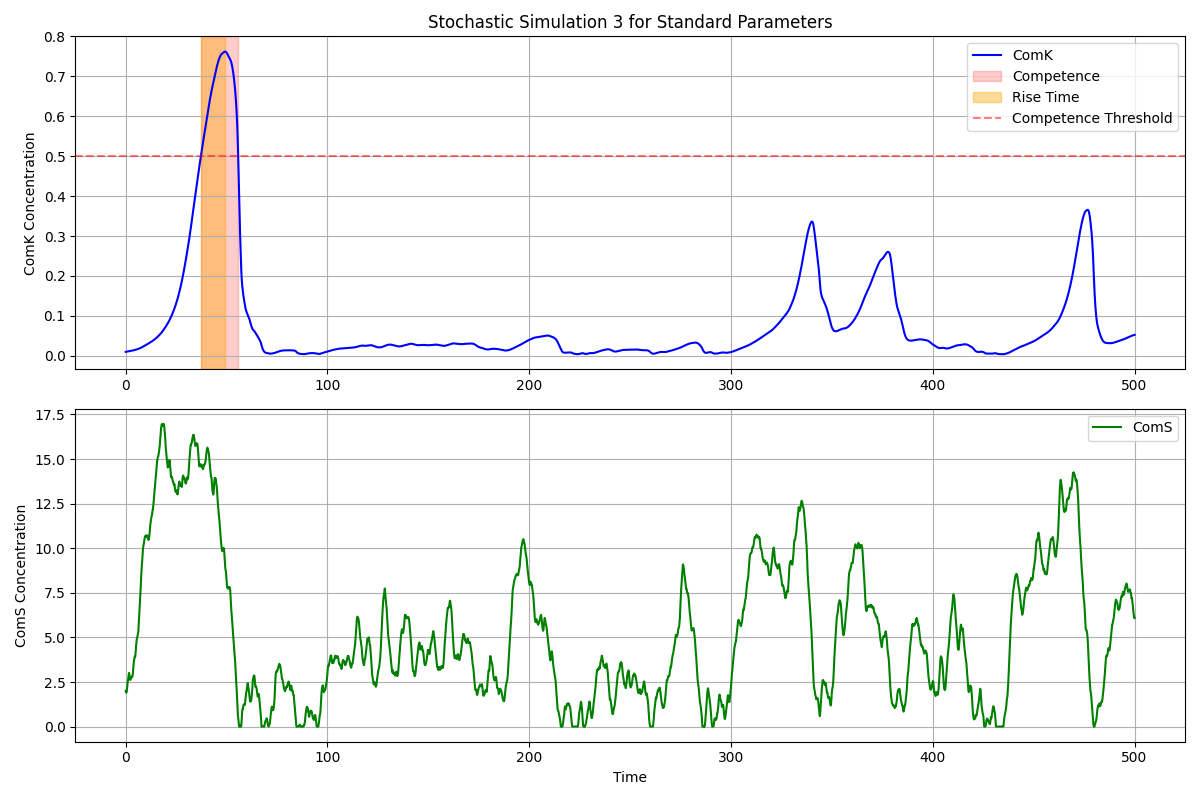 Stochastic Simulation 3 for Standard Parameters
ComK Concentration
0.8
0.7
0.6
0.5
0.4
0.3
0.2
0.1
0.0
ComK
Competence
Rise Time
Competence Threshold
0 100 200 300 400 500
ComS Concentration
17.5
15.0
12.5
10.0
7.5
5.0
2.5
0.0
ComS
0 100 200 300 400 500
Time